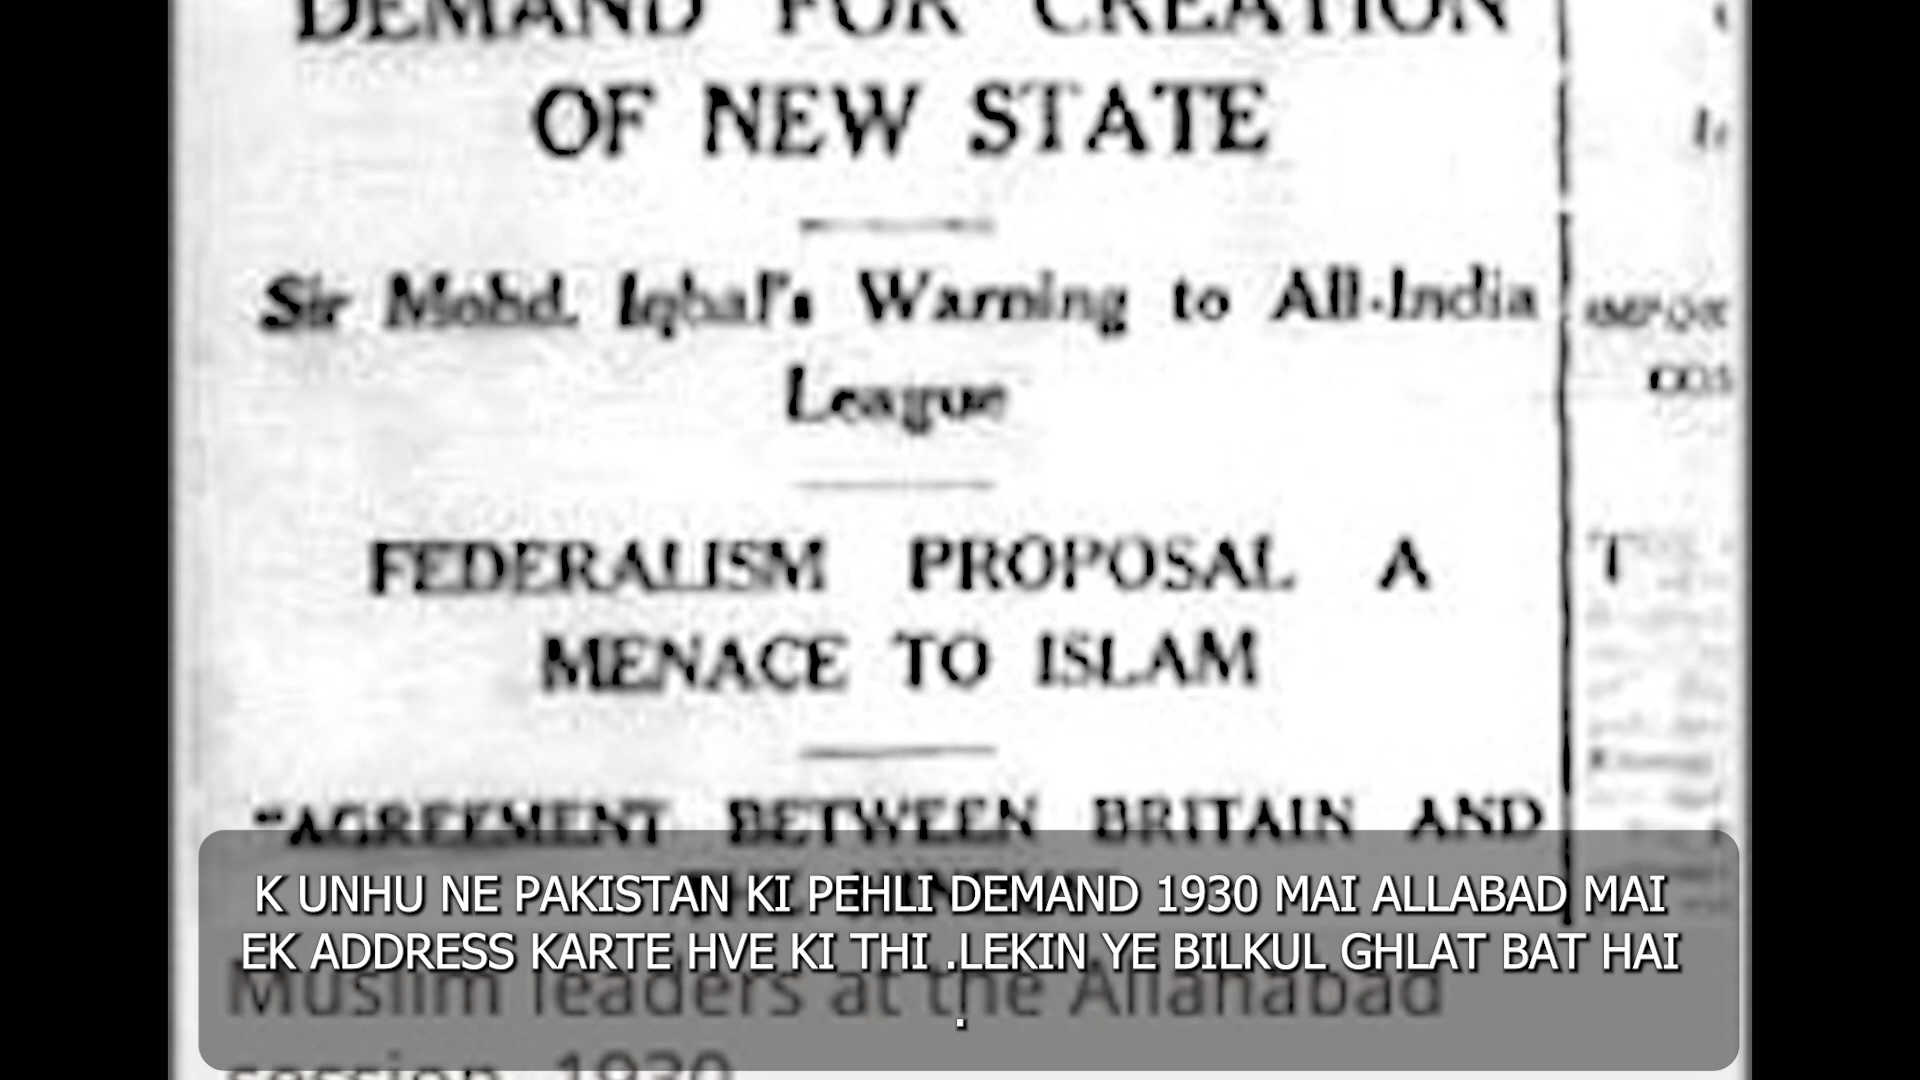 DEMAND FOR CREATION
OF NEW STATE
Sir Mohd. Iqbal's Warning to All-India
League
FEDERALISM PROPOSAL A
MENACE TO ISLAM
"AGREEMENT BETWEEN BRITAIN AND
K UNHU NE PAKISTAN KI PEHLI DEMAND 1930 MAI ALLABAD MAI
EK ADDRESS KARTE HVE KI THI .LEKIN YE BILKUL GHLAT BAT HAI
.
Muslim leaders at the Allahabad
session, 1930
IMPOR